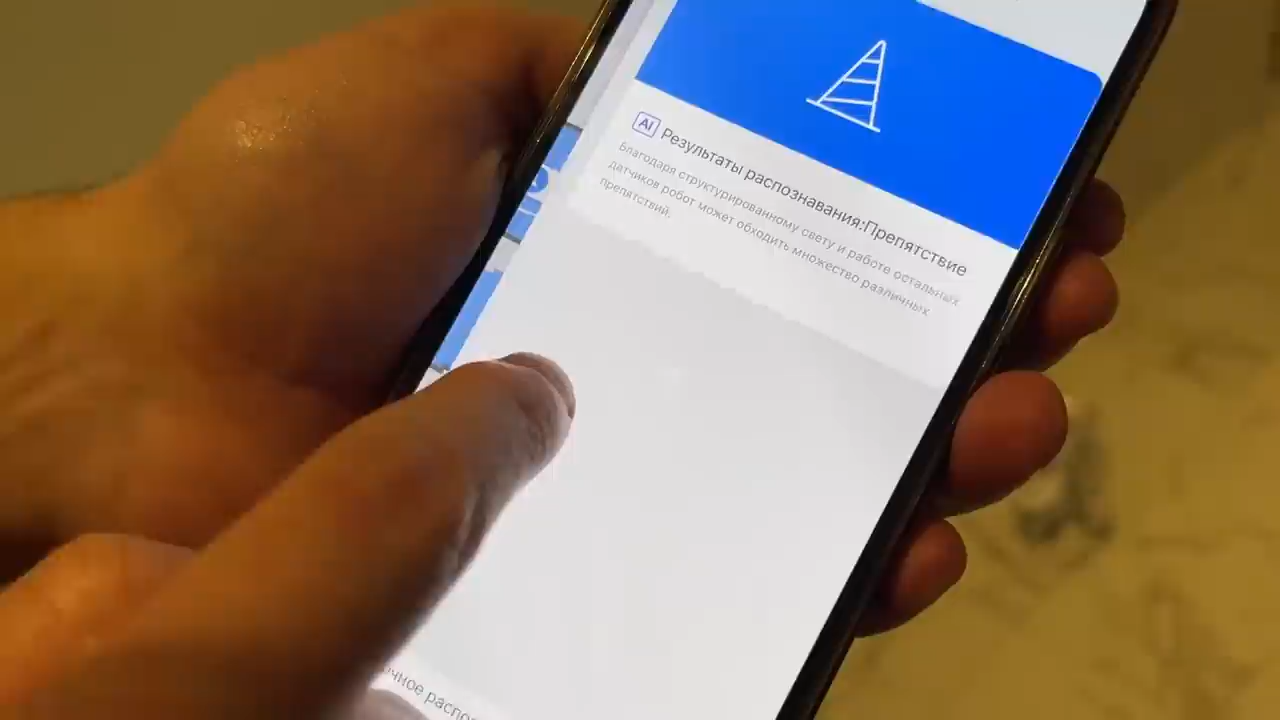 AI Результаты распознавания:Препятствие
Благодаря структурированному свету и работе остальных
датчиков робот может обходить множество различных
препятствий.